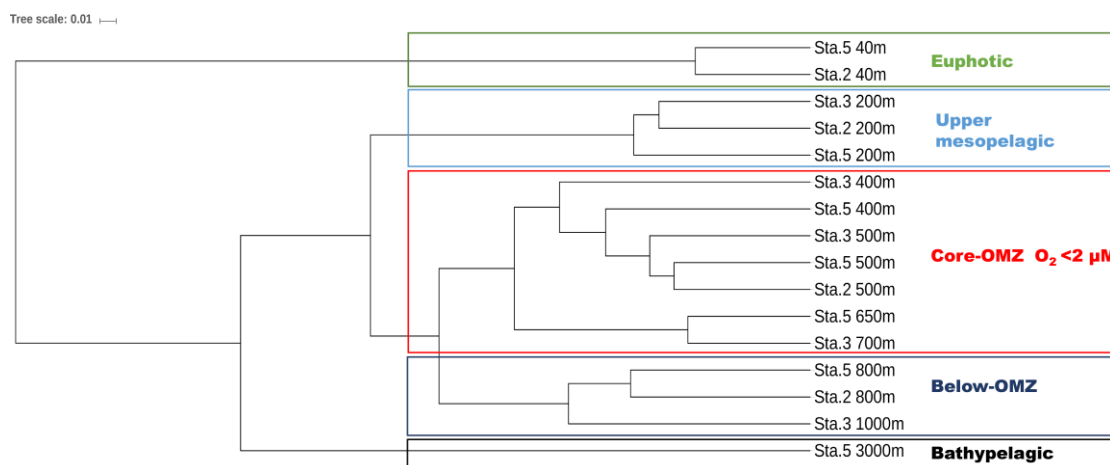 Tree scale: 0.01
Sta.5 40m
Euphotic
Sta.2 40m
Sta.3 200m
Upper
mesopelagic
Sta.2 200m
Sta.5 200m
Sta.3 400m
Sta.5 400m
Sta.3 500m
Core-OMZ O₂ <2 µM
Sta.5 500m
Sta.2 500m
Sta.5 650m
Sta.3 700m
Sta.5 800m
Below-OMZ
Sta.2 800m
Sta.3 1000m
Sta.5 3000m
Bathypelagic